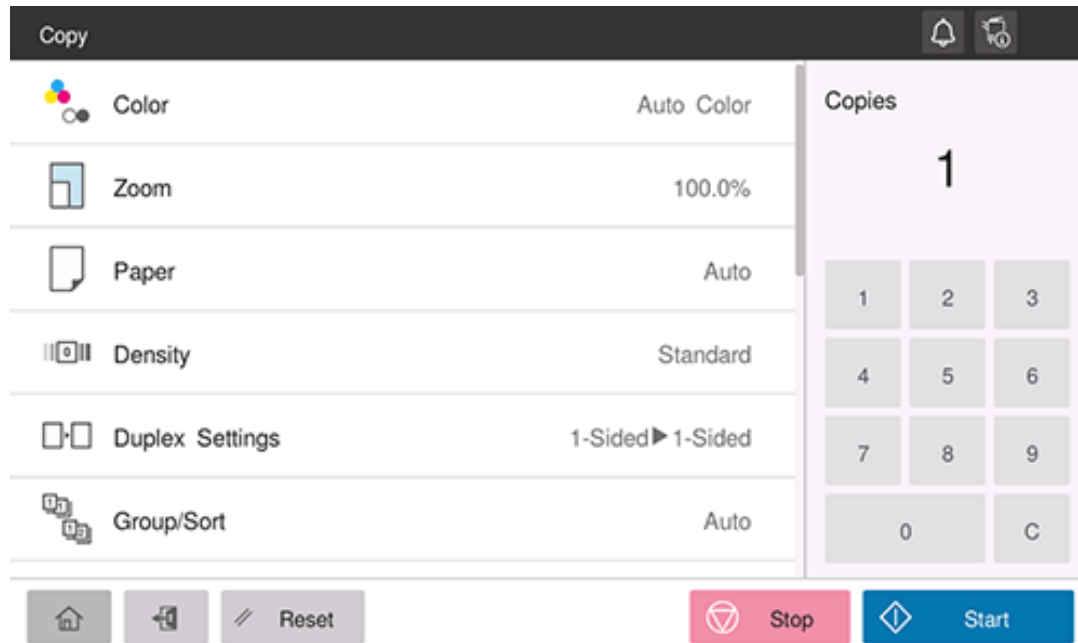 Copy
Color Auto Color
Copies
1
Zoom 100.0%
Paper Auto
1 2 3
Density Standard
4 5 6
Duplex Settings 1-Sided▶1-Sided
7 8 9
Group/Sort Auto
0 C
Reset Stop Start